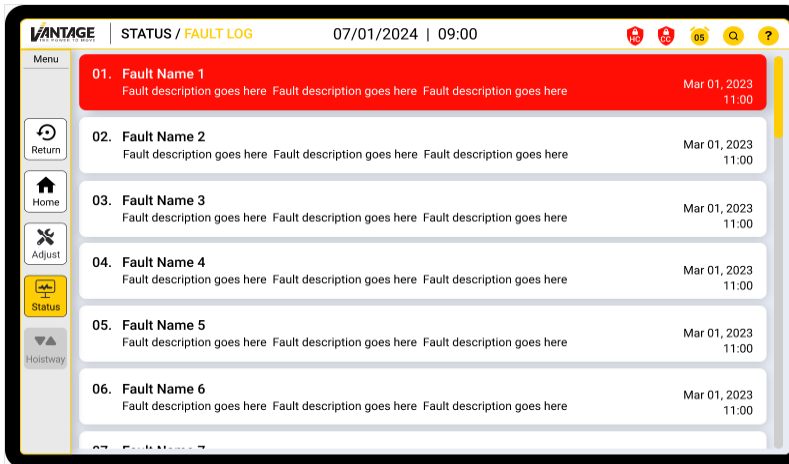 VANTAGE
THE POWER TO MOVE
STATUS / FAULT LOG
07/01/2024 | 09:00
HC
CC
05
?
Menu
Return
Home
Adjust
Status
Hoistway
01. Fault Name 1
Fault description goes here Fault description goes here Fault description goes here
Mar 01, 2023
11:00
02. Fault Name 2
Fault description goes here Fault description goes here Fault description goes here
Mar 01, 2023
11:00
03. Fault Name 3
Fault description goes here Fault description goes here Fault description goes here
Mar 01, 2023
11:00
04. Fault Name 4
Fault description goes here Fault description goes here Fault description goes here
Mar 01, 2023
11:00
05. Fault Name 5
Fault description goes here Fault description goes here Fault description goes here
Mar 01, 2023
11:00
06. Fault Name 6
Fault description goes here Fault description goes here Fault description goes here
Mar 01, 2023
11:00
07. Fault Name 7